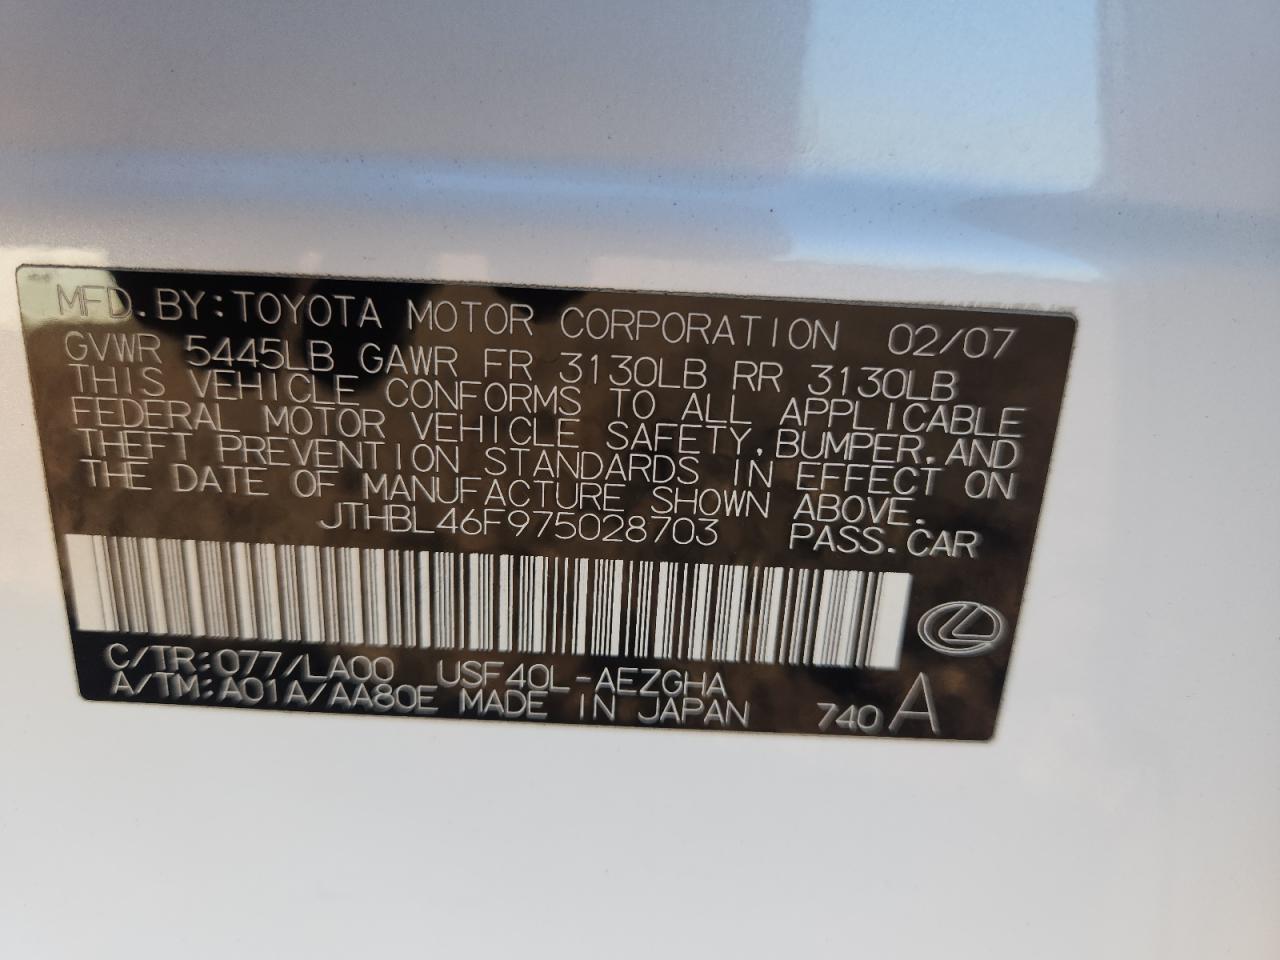 MFD.BY:TOYOTA MOTOR CORPORATION 02/07
GVWR 5445LB GAWR FR 3130LB RR 3130LB
THIS VEHICLE CONFORMS TO ALL APPLICABLE
FEDERAL MOTOR VEHICLE SAFETY,BUMPER,AND
THEFT PREVENTION STANDARDS IN EFFECT ON
THE DATE OF MANUFACTURE SHOWN ABOVE.
JTHBL46F975028703 PASS.CAR
C/TR:077/LA00 USF40L-AEZGHA
A/TM:A01A/AA80E MADE IN JAPAN 740 A